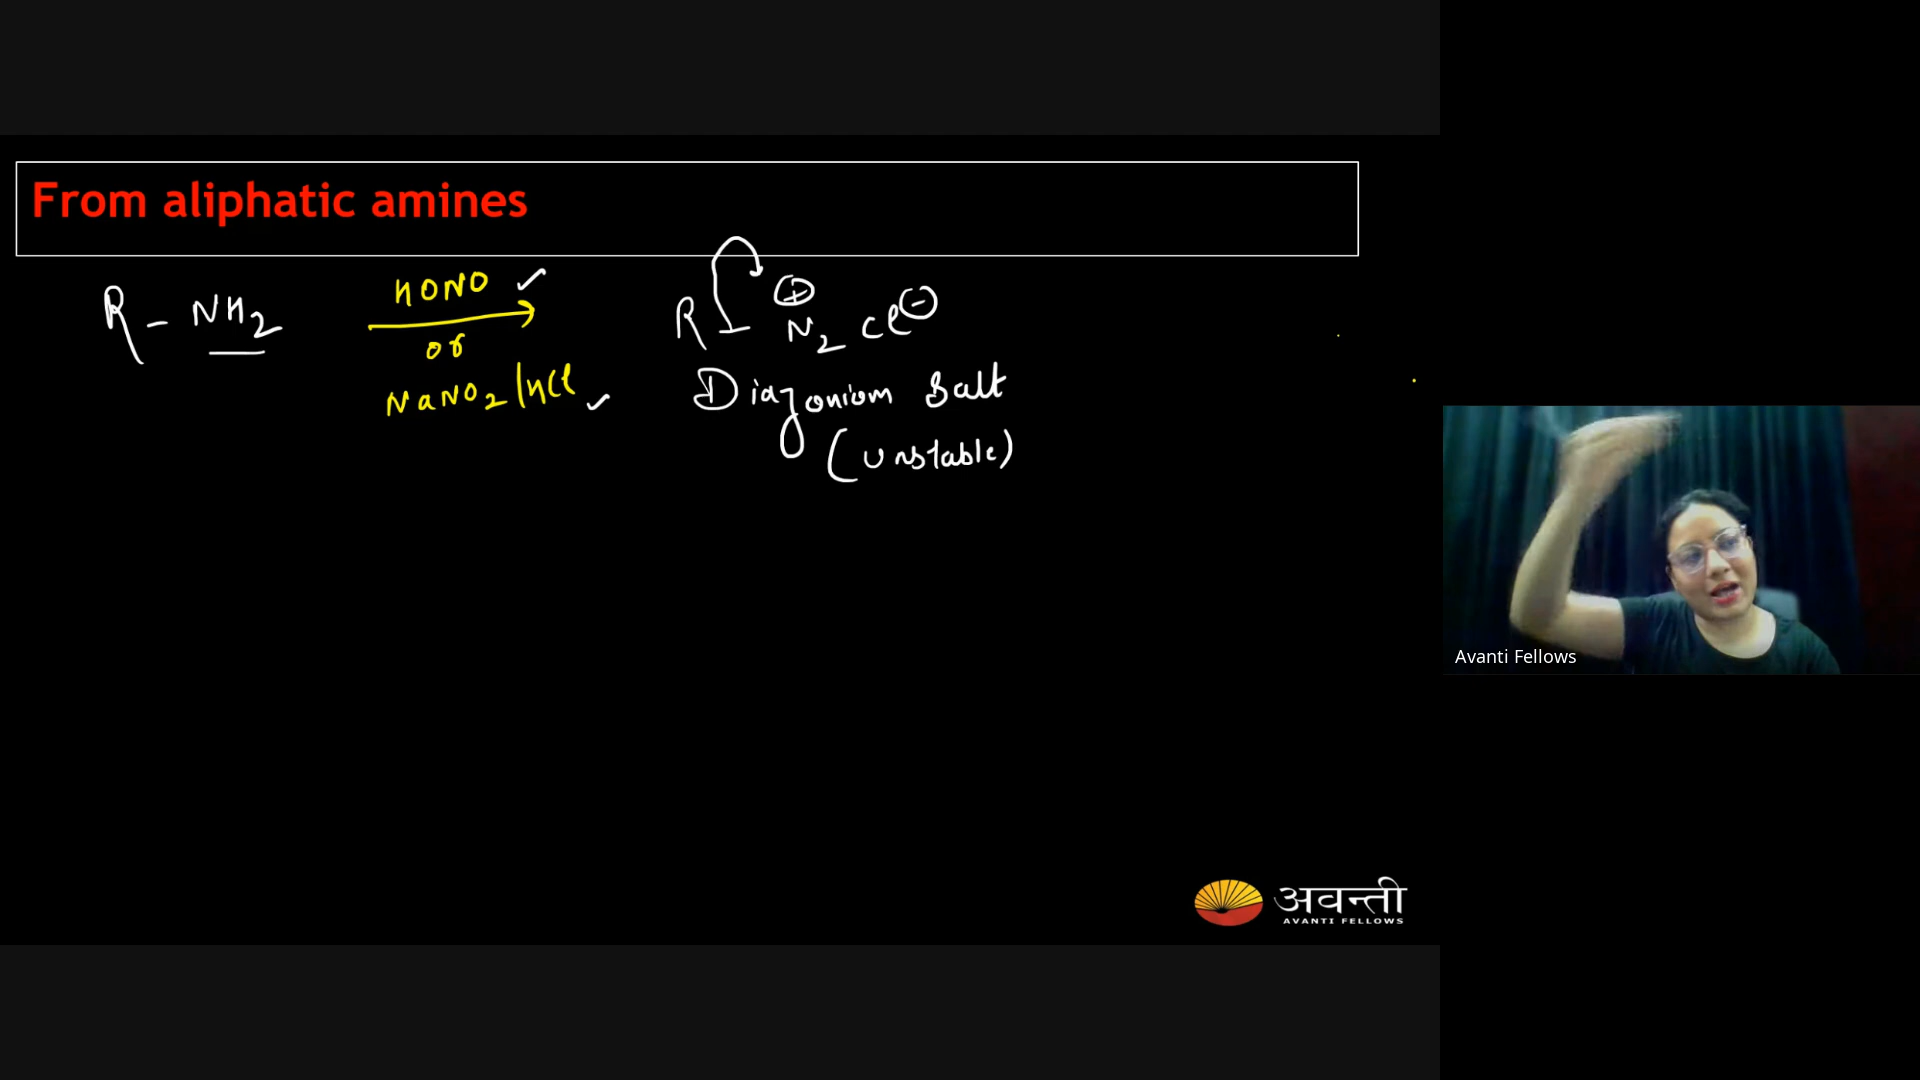 From aliphatic amines
R - NH2 HONO ✓ R - N2⊕ Cl⊖
or
NaNO2/HCl ✓ Diazonium Salt
(Unstable)
Avanti Fellows
अवन्ती
AVANTI FELLOWS